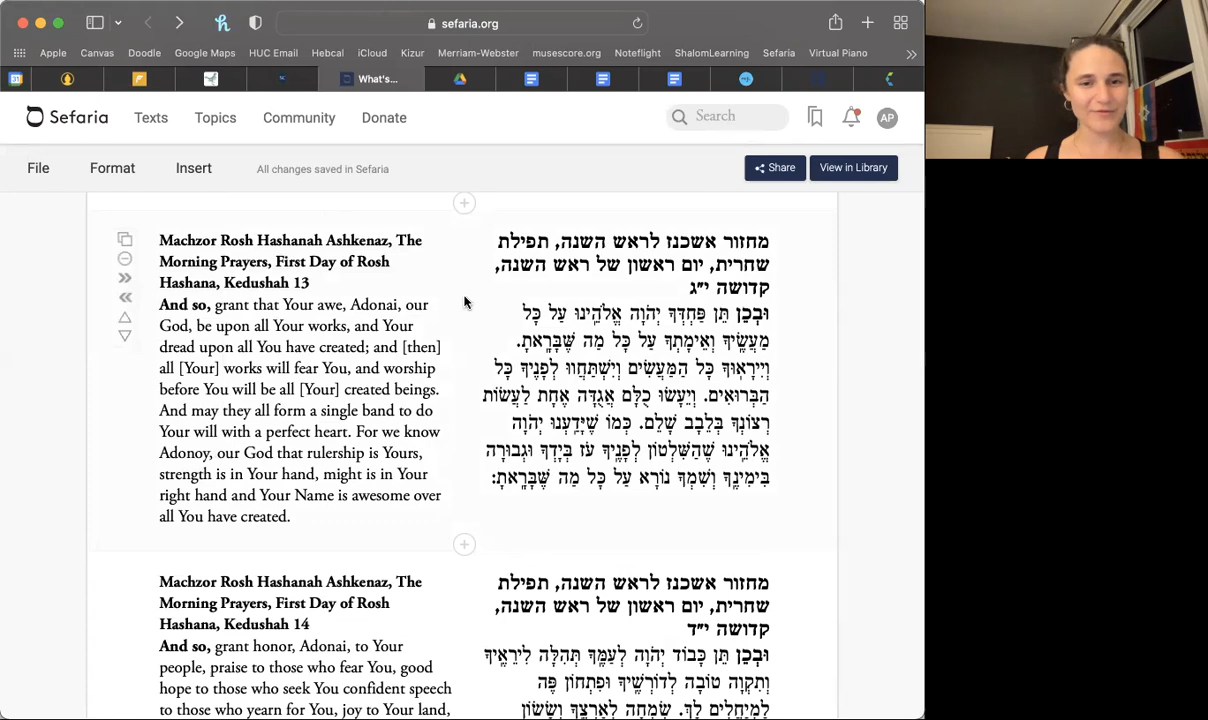 sefaria.org
Apple Canvas Doodle Google Maps HUC Email Hebcal iCloud Kizur Merriam-Webster musescore.org Noteflight ShalomLearning Sefaria Virtual Piano
What's...
Sefaria Texts Topics Community Donate Search AP
File Format Insert All changes saved in Sefaria Share View in Library
Machzor Rosh Hashanah Ashkenaz, The
Morning Prayers, First Day of Rosh
Hashana, Kedushah 13
And so, grant that Your awe, Adonai, our
God, be upon all Your works, and Your
dread upon all You have created; and [then]
all [Your] works will fear You, and worship
before You will be all [Your] created beings.
And may they all form a single band to do
Your will with a perfect heart. For we know
Adonoy, our God that rulership is Yours,
strength is in Your hand, might is in Your
right hand and Your Name is awesome over
all You have created.
מחזור אשכנז לראש השנה, תפילת
שחרית, יום ראשון של ראש השנה,
קדושה י״ג
וּבְכֵן תֵּן פַּחְדְּךָ יְהֹוָה אֱלֹהֵֽינוּ עַל כָּל
מַעֲשֶֽׂיךָ וְאֵימָתְךָ עַל כָּל מַה שֶּׁבָּרָֽאתָ.
וְיִירָאֽוּךָ כָּל הַמַּעֲשִׂים וְיִשְׁתַּחֲווּ לְפָנֶֽיךָ כָּל
הַבְּרוּאִים. וְיֵעָשׂוּ כֻלָּם אֲגֻדָּה אֶחָת לַעֲשׂוֹת
רְצוֹנְךָ בְּלֵבָב שָׁלֵם. כְּמוֹ שֶׁיָּדַֽעְנוּ יְהֹוָה
אֱלֹהֵֽינוּ שֶׁהַשִּׁלְטוֹן לְפָנֶֽיךָ עֹז בְּיָדְךָ וּגְבוּרָה
בִּימִינֶֽךָ וְשִׁמְךָ נוֹרָא עַל כָּל מַה שֶּׁבָּרָֽאתָ:
Machzor Rosh Hashanah Ashkenaz, The
Morning Prayers, First Day of Rosh
Hashana, Kedushah 14
And so, grant honor, Adonai, to Your
people, praise to those who fear You, good
hope to those who seek You confident speech
to those who yearn for You, joy to Your land,
מחזור אשכנז לראש השנה, תפילת
שחרית, יום ראשון של ראש השנה,
קדושה י״ד
וּבְכֵן תֵּן כָּבוֹד יְהֹוָה לְעַמֶּֽךָ תְּהִלָּה לִירֵאֶֽיךָ
וְתִקְוָה טוֹבָה לְדוֹרְשֶֽׁיךָ וּפִתְחוֹן פֶּה
לַמְיַחֲלִים לָךְ. שִׂמְחָה לְאַרְצֶֽךָ וְשָׂשׂוֹן